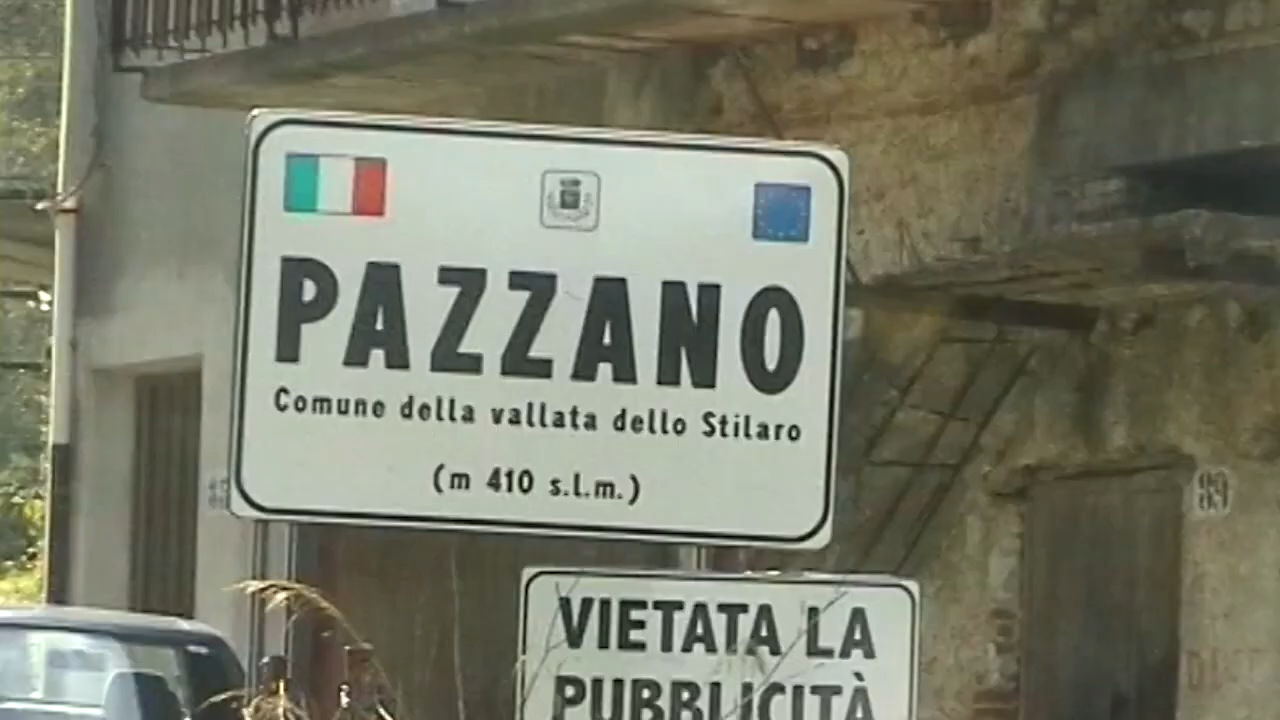 PAZZANO
Comune della vallata dello Stilaro
(m 410 s.l.m.)
VIETATA LA
PUBBLICITÀ